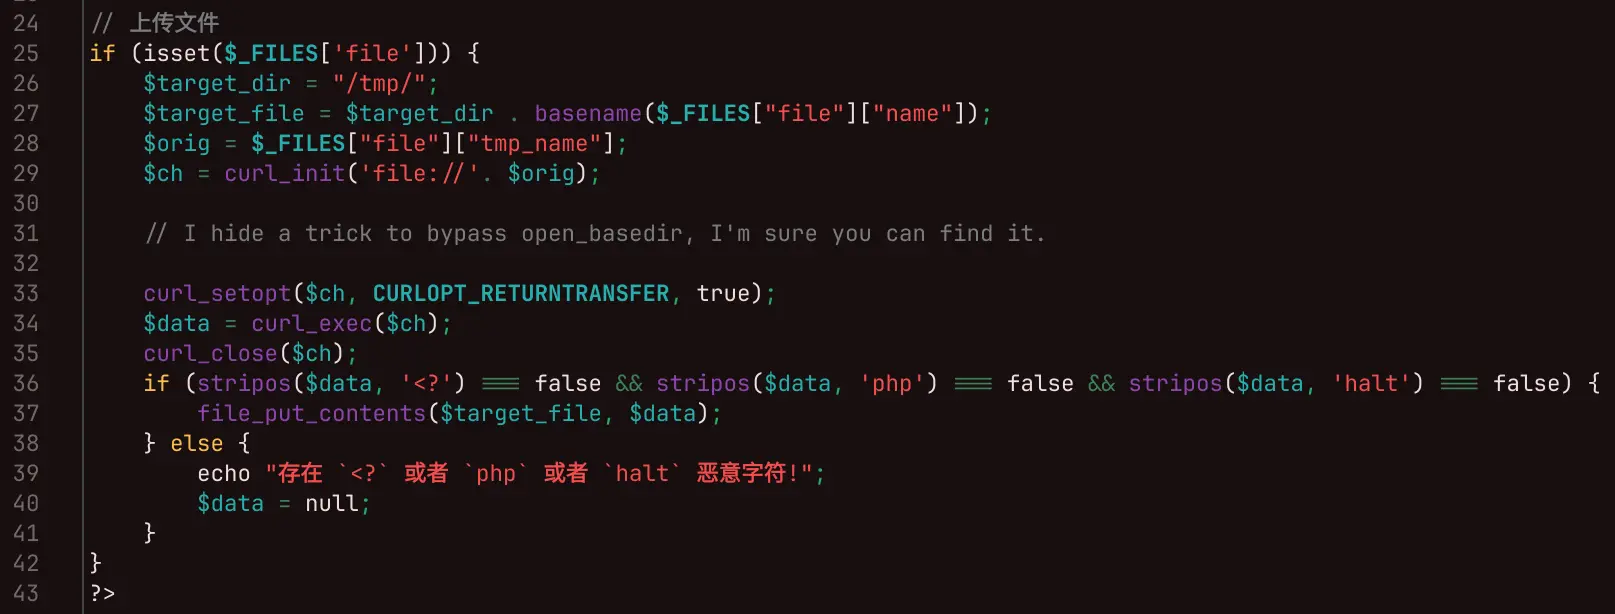 24 // 上传文件
25 if (isset($_FILES['file'])) {
26 $target_dir = "/tmp/";
27 $target_file = $target_dir . basename($_FILES["file"]["name"]);
28 $orig = $_FILES["file"]["tmp_name"];
29 $ch = curl_init('file://'. $orig);
30
31 // I hide a trick to bypass open_basedir, I'm sure you can find it.
32
33 curl_setopt($ch, CURLOPT_RETURNTRANSFER, true);
34 $data = curl_exec($ch);
35 curl_close($ch);
36 if (stripos($data, '<?') === false && stripos($data, 'php') === false && stripos($data, 'halt') === false) {
37 file_put_contents($target_file, $data);
38 } else {
39 echo "存在 `<?` 或者 `php` 或者 `halt` 恶意字符!";
40 $data = null;
41 }
42 }
43 ?>